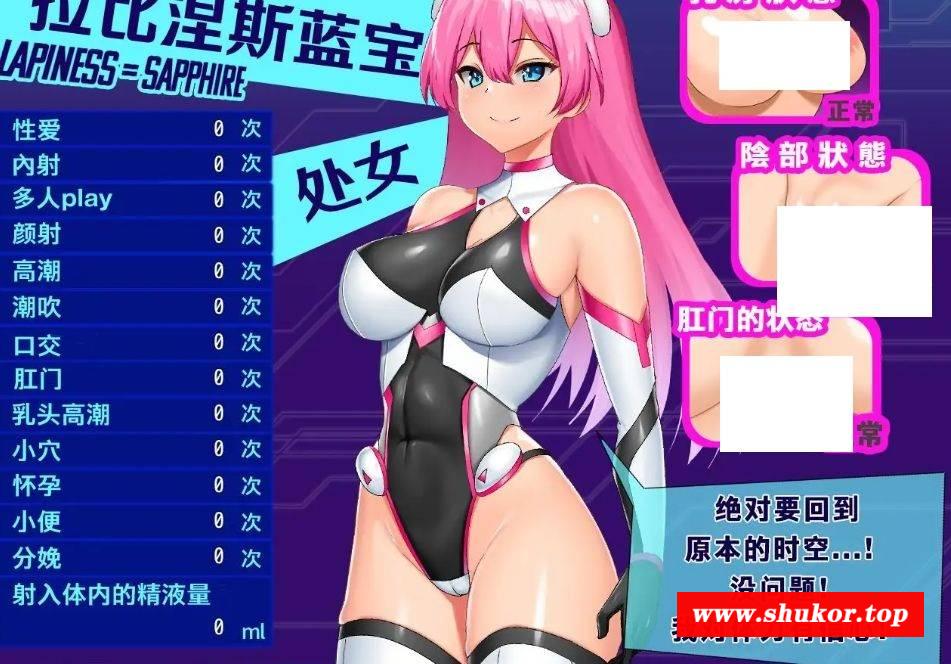 拉比涅斯蓝宝
LAPINESS = SAPPHIRE
处女
性爱 0 次
內射 0 次
多人play 0 次
颜射 0 次
高潮 0 次
潮吹 0 次
口交 0 次
肛门 0 次
乳头高潮 0 次
小穴 0 次
怀孕 0 次
小便 0 次
分娩 0 次
射入体内的精液量
0 ml
正常
陰部狀態
肛门的状态
常
绝对要回到
原本的时空...!
没问题!
www.shukor.top